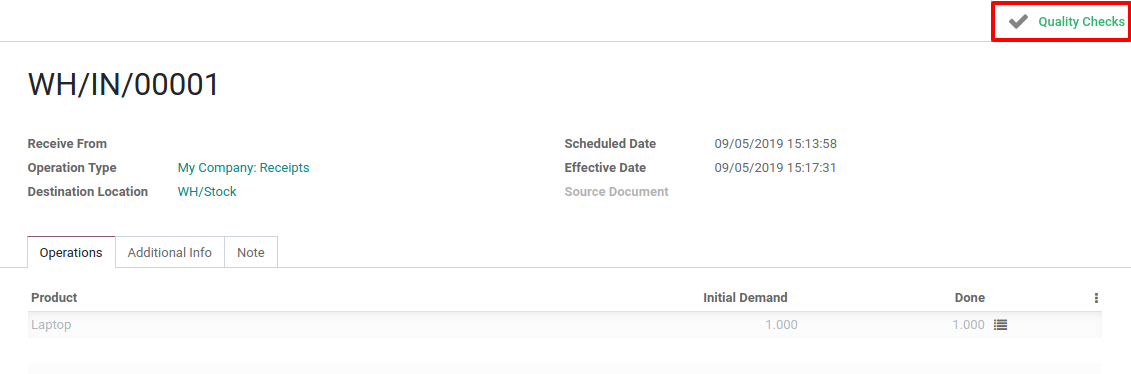 Quality Checks
WH/IN/00001
Receive From
Scheduled Date 09/05/2019 15:13:58
Operation Type My Company: Receipts
Effective Date 09/05/2019 15:17:31
Destination Location WH/Stock
Source Document
Operations Additional Info Note
Product Initial Demand Done
Laptop 1.000 1.000